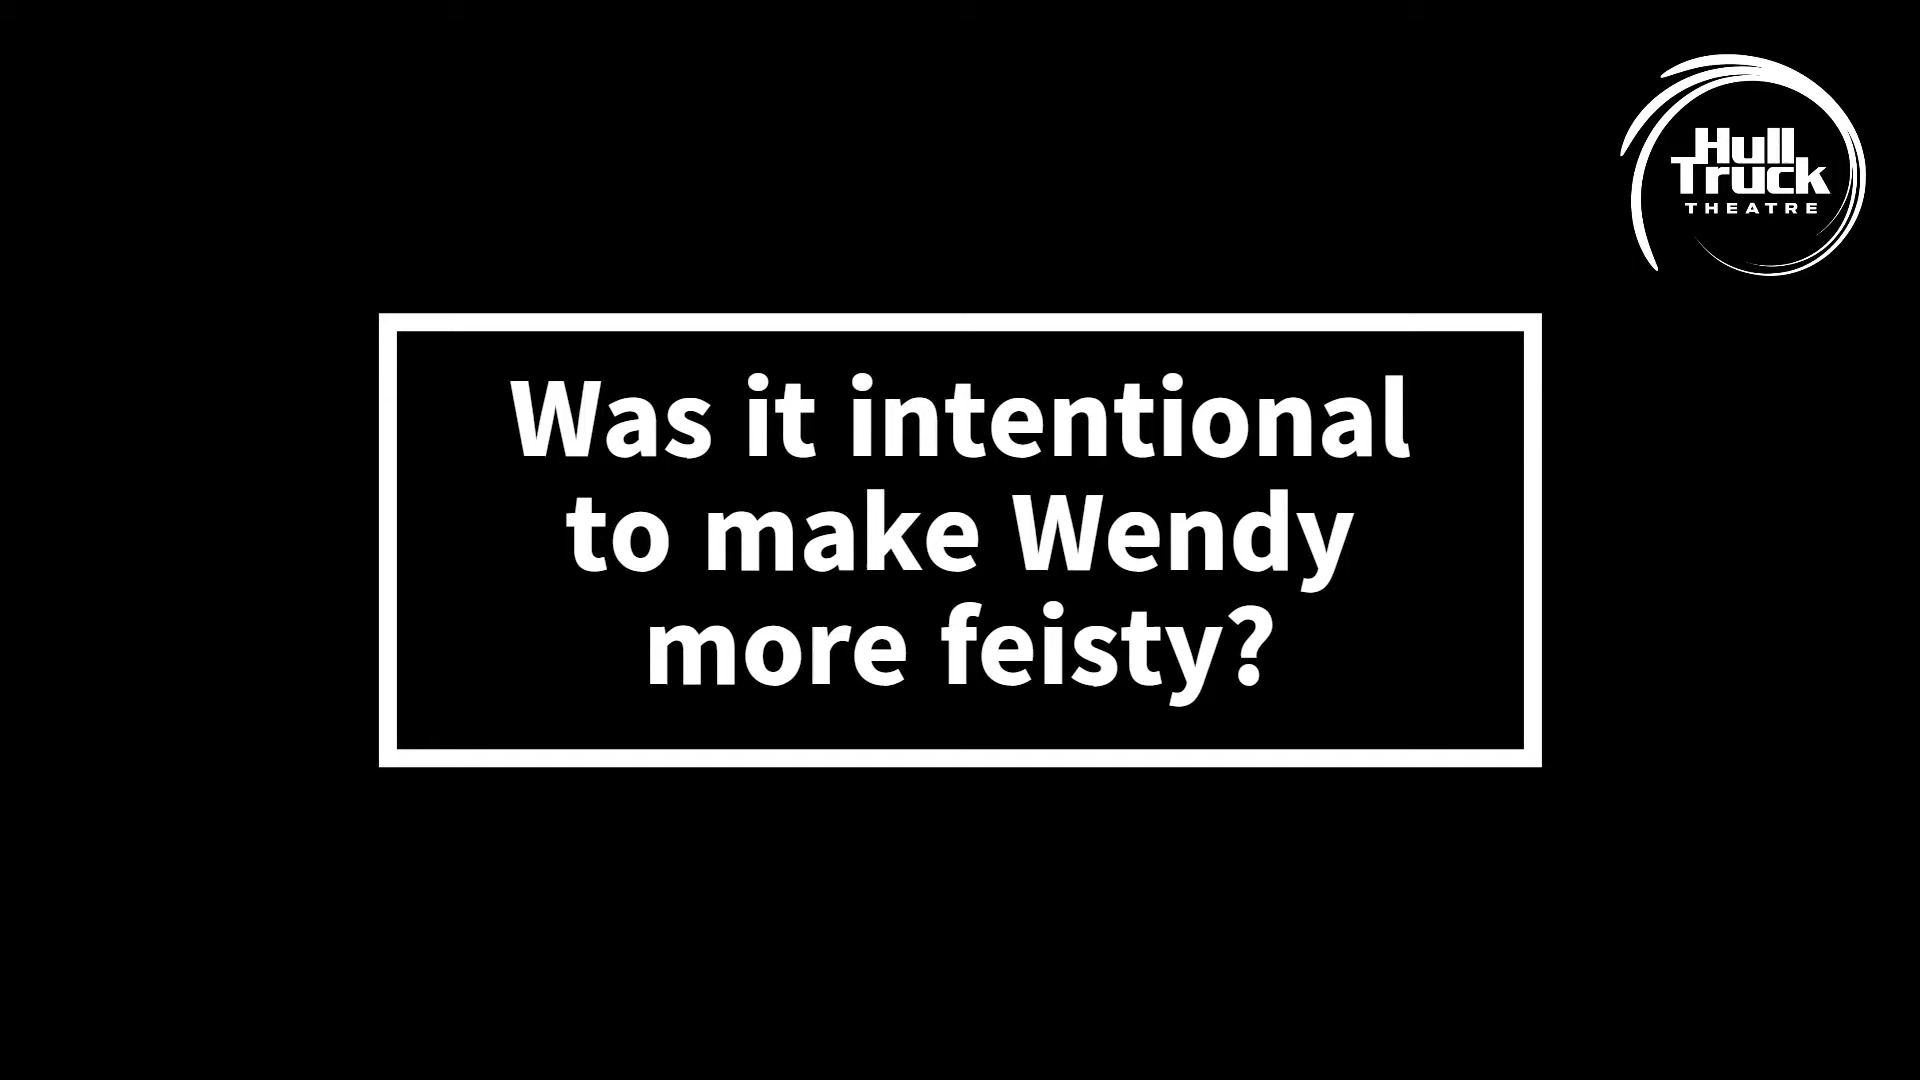 Hull
Truck
THEATRE
Was it intentional
to make Wendy
more feisty?